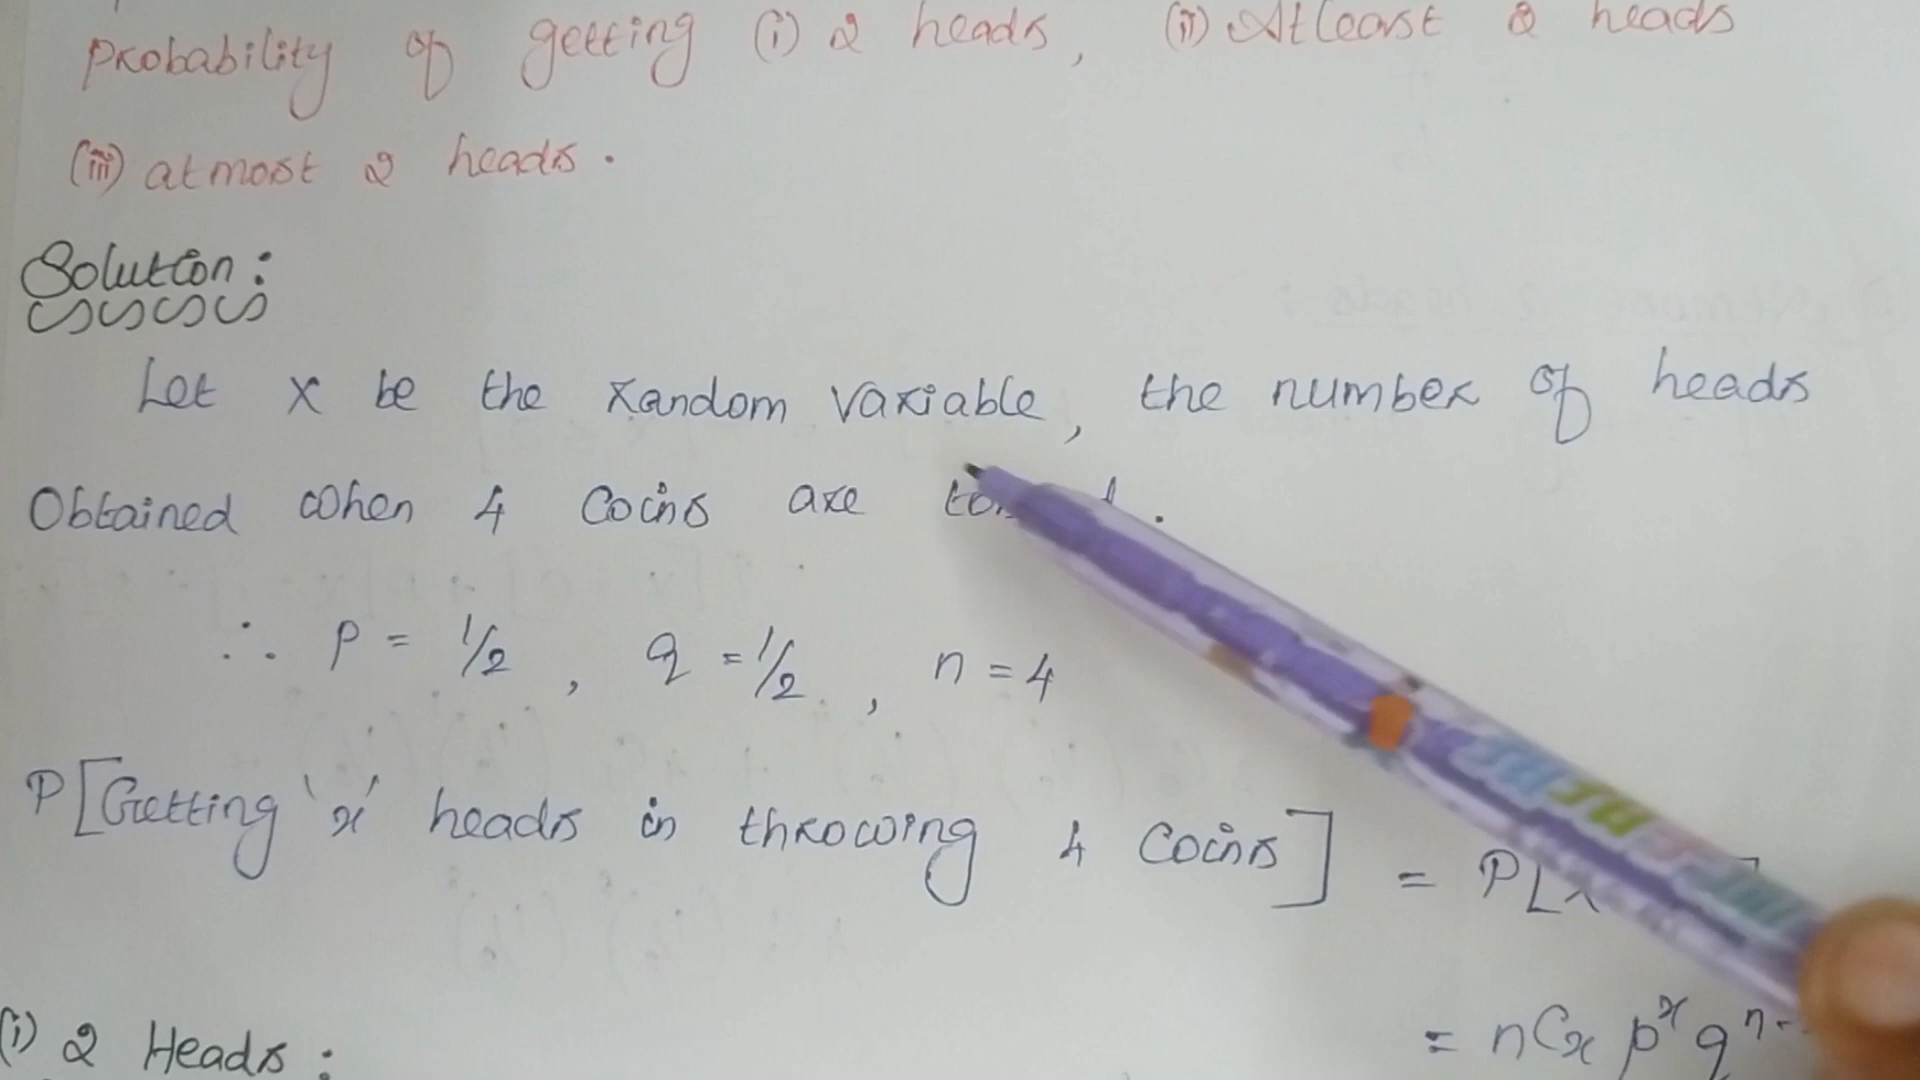 probability of getting (i) 2 heads, (ii) Atleast 2 heads
(iii) atmost 2 heads.
Solution:
Let X be the random variable, the number of heads
Obtained when 4 Coins are
∴ p = 1/2, q = 1/2, n = 4
P[Getting 'x' heads in throwing 4 Coins] = P[X
= nCx p^x q^n-
(i) 2 Heads: